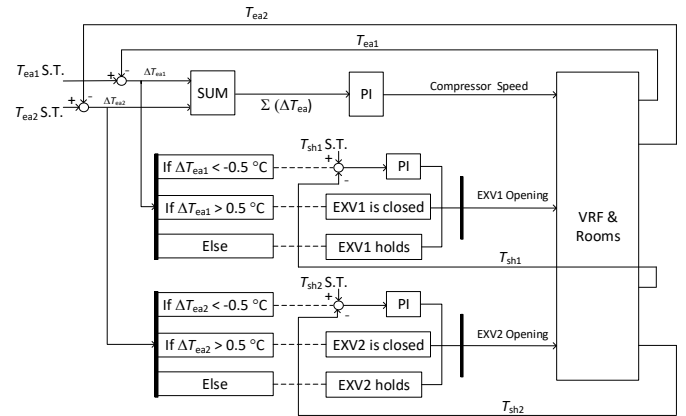 Tea2
Tea1
Tea1 S.T.
+
-
ΔTea1
Tea2 S.T.
+
-
ΔTea2
SUM
Σ (ΔTea)
PI
Compressor Speed
Tsh1 S.T.
+
-
If ΔTea1 < -0.5 °C
PI
If ΔTea1 > 0.5 °C
EXV1 is closed
EXV1 Opening
Else
EXV1 holds
VRF &
Rooms
Tsh1
Tsh2 S.T.
+
-
If ΔTea2 < -0.5 °C
PI
If ΔTea2 > 0.5 °C
EXV2 is closed
EXV2 Opening
Else
EXV2 holds
Tsh2